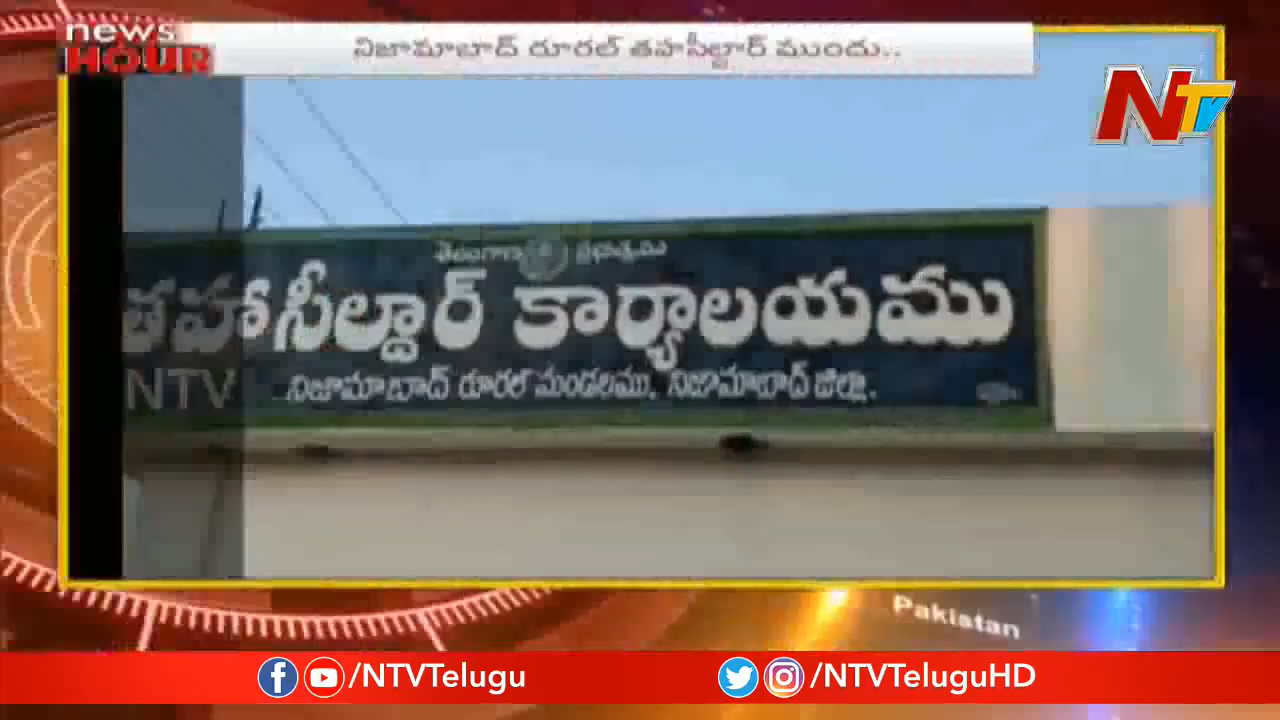 news
HOUR
నిజామాబాద్ రూరల్ తహసీల్దార్ ముందు..
NTV
తెలంగాణ ప్రభుత్వము
తహసీల్దార్ కార్యాలయము
NTV
నిజామాబాద్ రూరల్ మండలము. నిజామాబాద్ జిల్లా.
Pakistan
/NTVTelugu
/NTVTeluguHD